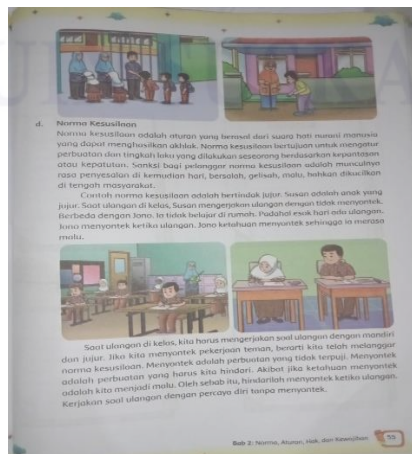 d. Norma Kesusilaan
Norma kesusilaan adalah aturan yang berasal dari suara hati nurani manusia
yang dapat menghasilkan akhlak. Norma kesusilaan bertujuan untuk mengatur
perbuatan dan tingkah laku yang dilakukan seseorang berdasarkan kepantasan
atau kepatutan. Sanksi bagi pelanggar norma kesusilaan adalah munculnya
rasa penyesalan di kemudian hari, bersalah, gelisah, malu, bahkan dikucilkan
di tengah masyarakat.
Contoh norma kesusilaan adalah bertindak jujur. Susan adalah anak yang
jujur. Saat ulangan di kelas, Susan mengerjakan ulangan dengan tidak menyontek.
Berbeda dengan Jono. Ia tidak belajar di rumah. Padahal esok hari ada ulangan.
Jono menyontek ketika ulangan. Jono ketahuan menyontek sehingga ia merasa
malu.
Saat ulangan di kelas, kita harus mengerjakan soal ulangan dengan mandiri
dan jujur. Jika kita menyontek pekerjaan teman, berarti kita telah melanggar
norma kesusilaan. Menyontek adalah perbuatan yang tidak terpuji. Menyontek
adalah perbuatan yang harus kita hindari. Akibat jika ketahuan menyontek
adalah kita menjadi malu. Oleh sebab itu, hindarilah menyontek ketika ulangan.
Kerjakan soal ulangan dengan percaya diri tanpa menyontek.
Bab 2: Norma, Aturan, Hak, dan Kewajiban